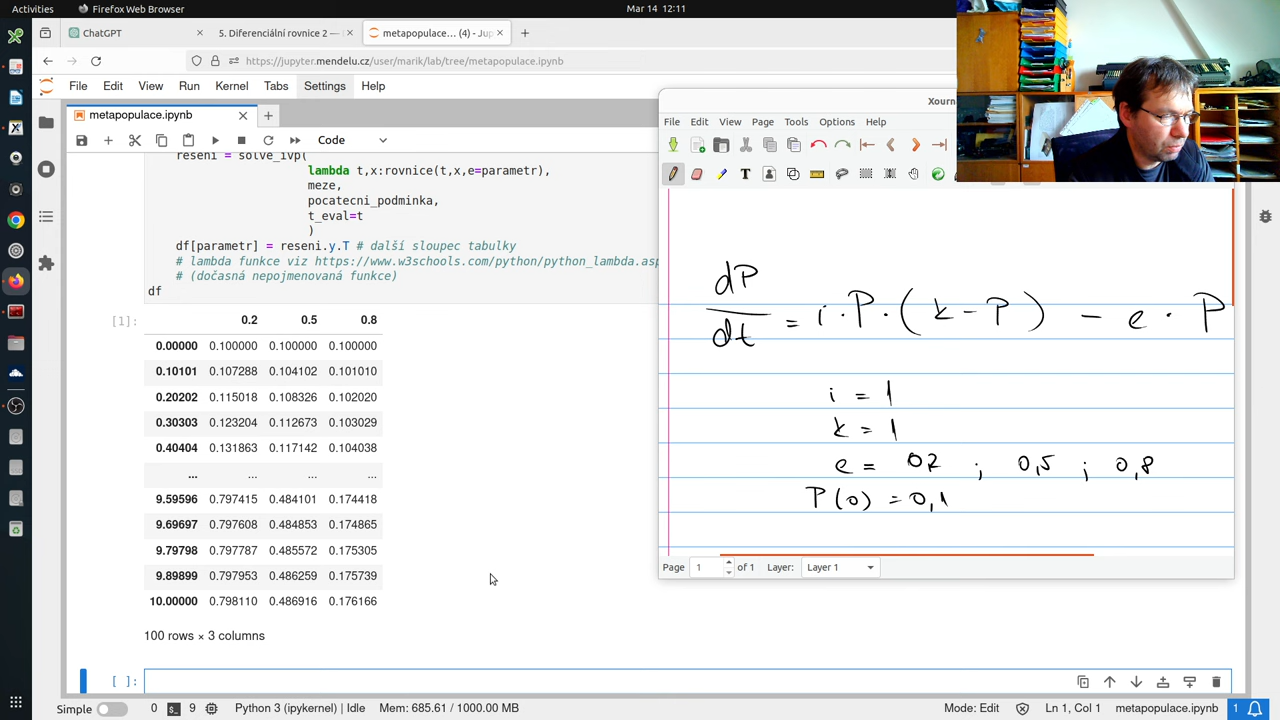 Activities
Firefox Web Browser
Mar 14 12:11
ChatGPT
5. Diferenciální rovnice 2
metapopulace... (4) - Jup
https://jupyter.mendelu.cz/user/marik/lab/tree/metapopulace.ipynb
File Edit View Run Kernel Tabs Settings Help
metapopulace.ipynb
Code
reseni = solve_ivp(
lambda t,x:rovnice(t,x,e=parametr),
meze,
pocatecni_podminka,
t_eval=t
)
df[parametr] = reseni.y.T # další sloupec tabulky
# lambda funkce viz https://www.w3schools.com/python/python_lambda.asp
# (dočasná nepojmenovaná funkce)
df
[1]:
0.2 0.5 0.8
0.00000 0.100000 0.100000 0.100000
0.10101 0.107288 0.104102 0.101010
0.20202 0.115018 0.108326 0.102020
0.30303 0.123204 0.112673 0.103029
0.40404 0.131863 0.117142 0.104038
... ... ... ...
9.59596 0.797415 0.484101 0.174418
9.69697 0.797608 0.484853 0.174865
9.79798 0.797787 0.485572 0.175305
9.89899 0.797953 0.486259 0.175739
10.00000 0.798110 0.486916 0.176166
100 rows × 3 columns
[ ]:
Xourn
File Edit View Page Tools Options Help
dP/dt = i·P·(k-P) - e·P
i = 1
k = 1
e = 02 ; 0,5 ; 0,8
P(0) = 0,1
Page 1 of 1 Layer: Layer 1
Simple 0 9 Python 3 (ipykernel) | Idle Mem: 685.61 / 1000.00 MB
Mode: Edit Ln 1, Col 1 metapopulace.ipynb 1